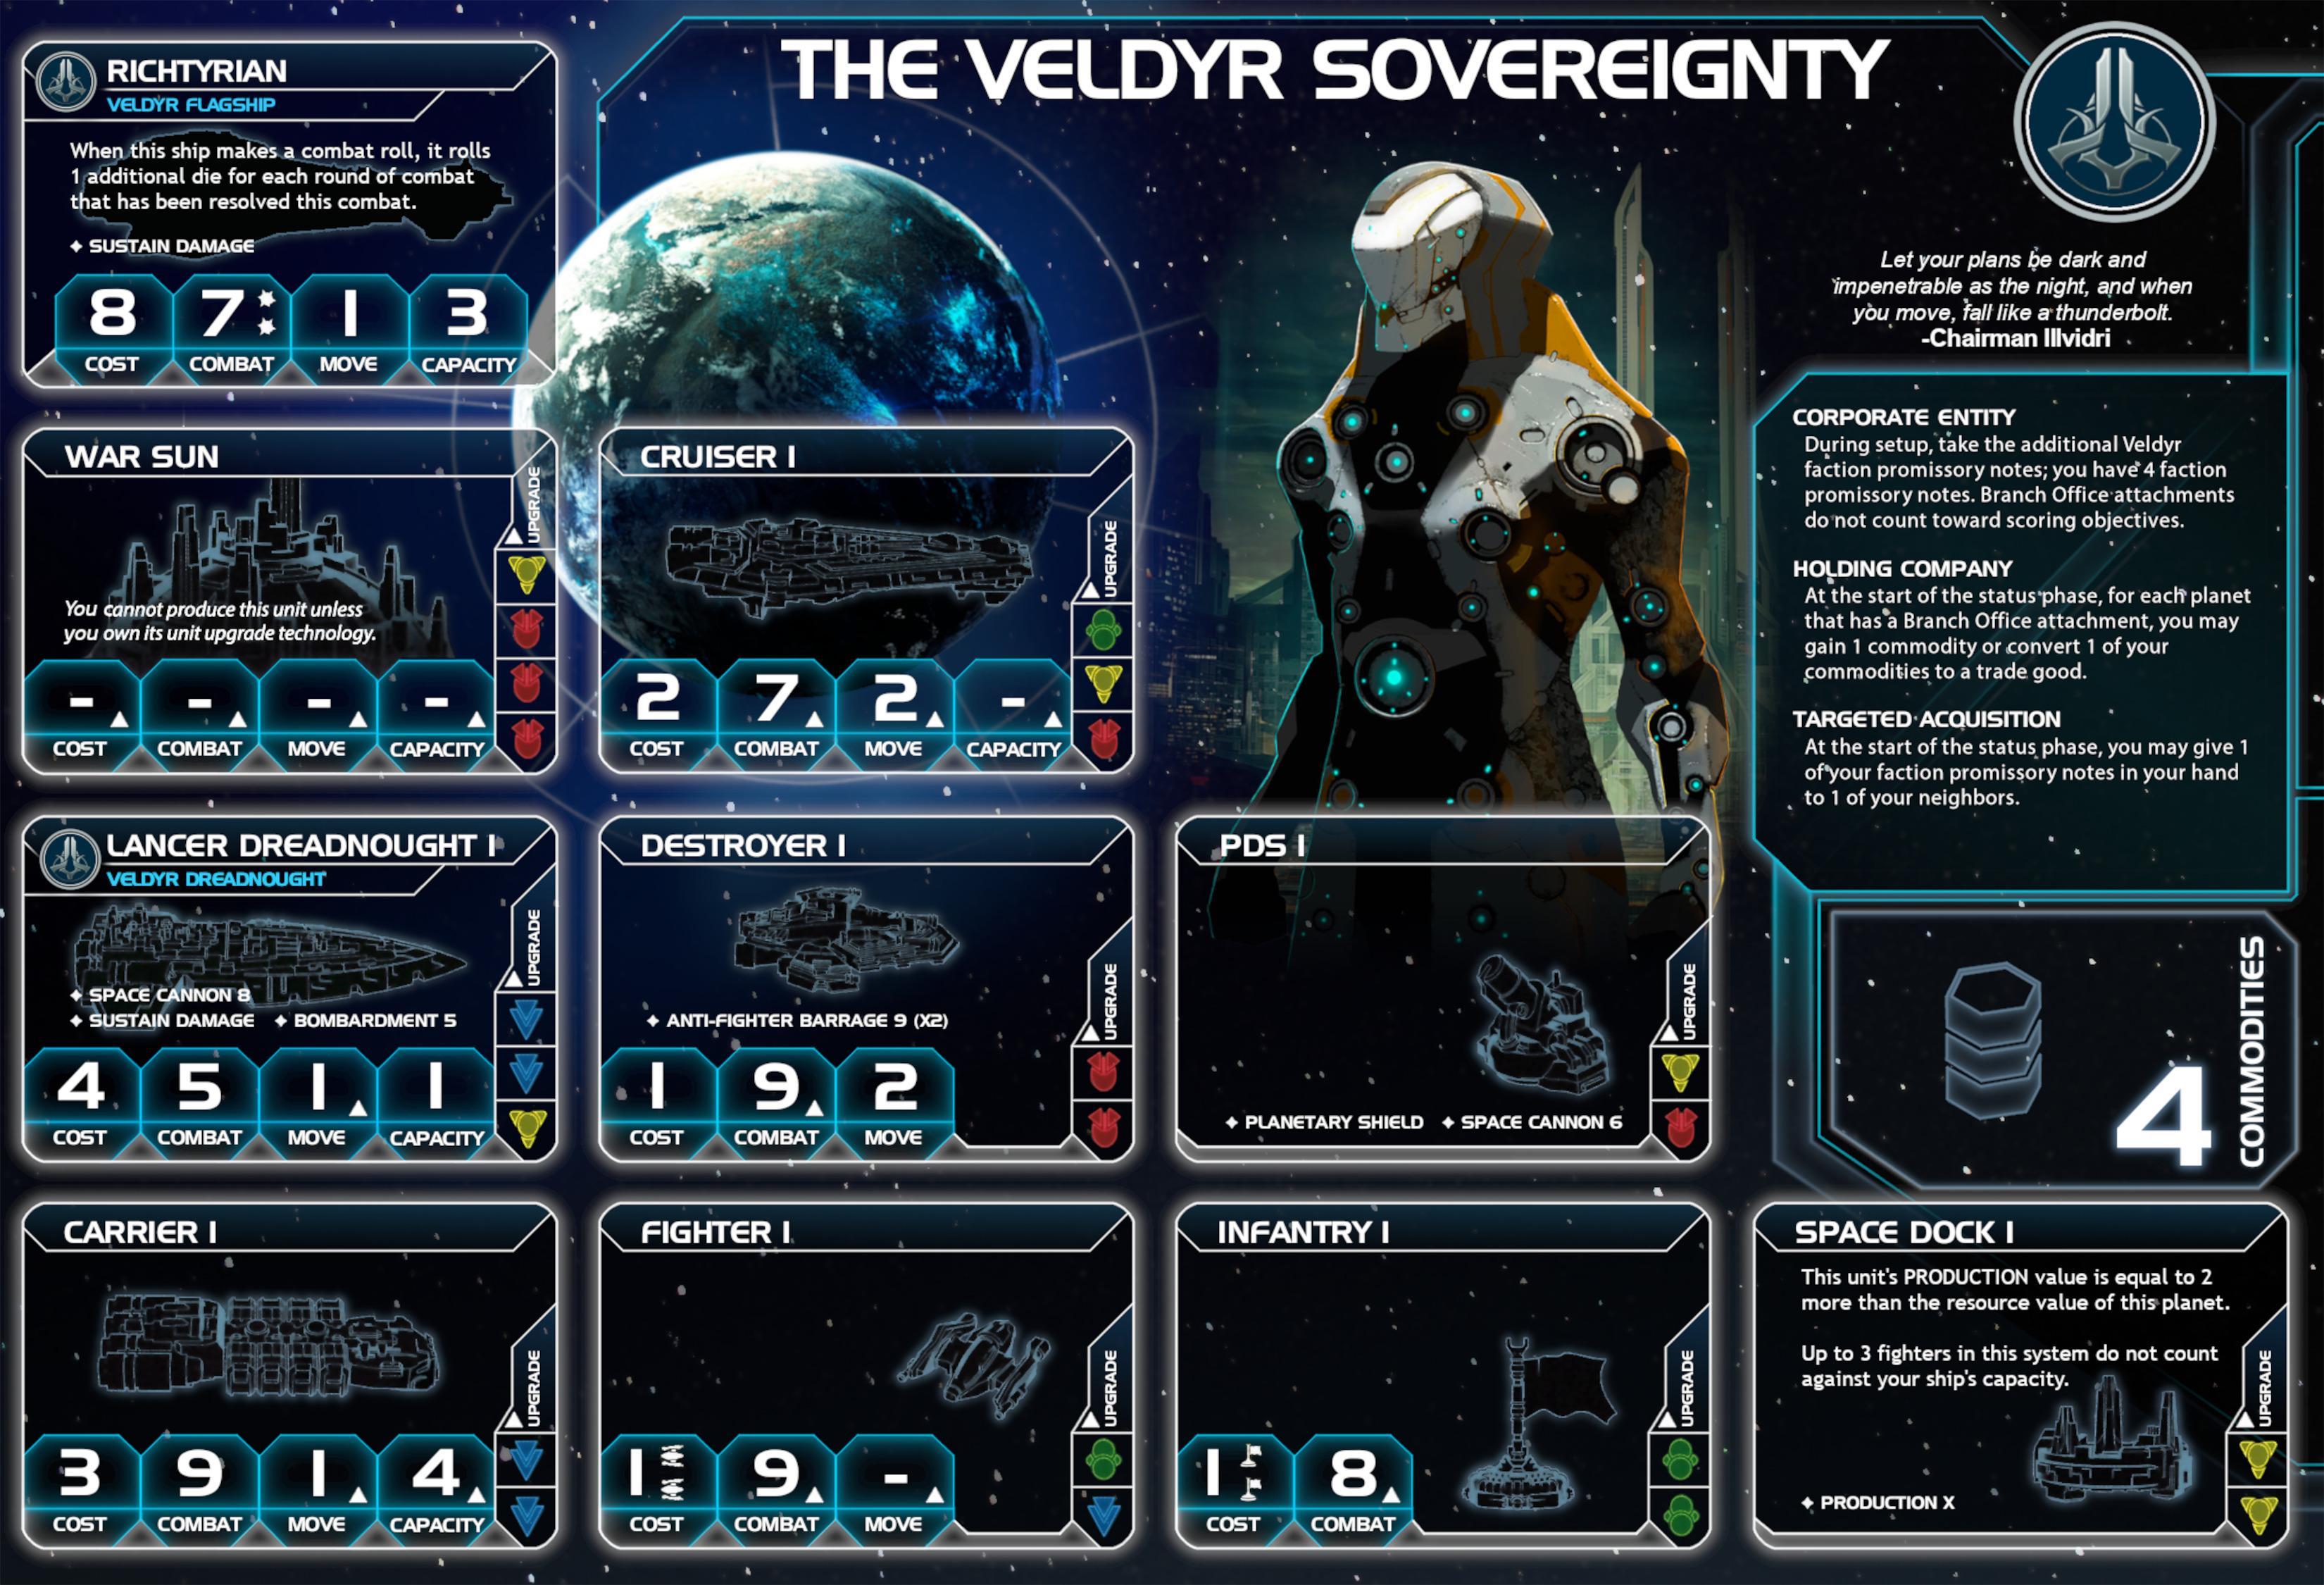 THE VELDYR SOVEREIGNTY
RICHTYRIAN
VELDYR FLAGSHIP
When this ship makes a combat roll, it rolls
1 additional die for each round of combat
that has been resolved this combat.
SUSTAIN DAMAGE
8 7 1 3
COST COMBAT MOVE CAPACITY
Let your plans be dark and
impenetrable as the night, and when
you move, fall like a thunderbolt.
-Chairman Illvidri
WAR SUN
UPGRADE
You cannot produce this unit unless
you own its unit upgrade technology.
- - - -
COST COMBAT MOVE CAPACITY
CRUISER I
UPGRADE
2 7 2 -
COST COMBAT MOVE CAPACITY
CORPORATE ENTITY
During setup, take the additional Veldyr
faction promissory notes; you have 4 faction
promissory notes. Branch Office attachments
do not count toward scoring objectives.
HOLDING COMPANY
At the start of the status phase, for each planet
that has a Branch Office attachment, you may
gain 1 commodity or convert 1 of your
commodities to a trade good.
TARGETED ACQUISITION
At the start of the status phase, you may give 1
of your faction promissory notes in your hand
to 1 of your neighbors.
LANCER DREADNOUGHT I
VELDYR DREADNOUGHT
UPGRADE
SPACE CANNON 8
SUSTAIN DAMAGE BOMBARDMENT 5
4 5 1 1
COST COMBAT MOVE CAPACITY
DESTROYER I
UPGRADE
ANTI-FIGHTER BARRAGE 9 (X2)
1 9 2
COST COMBAT MOVE
PDS I
UPGRADE
PLANETARY SHIELD SPACE CANNON 6
4
COMMODITIES
CARRIER I
UPGRADE
3 9 1 4
COST COMBAT MOVE CAPACITY
FIGHTER I
UPGRADE
1 9 -
COST COMBAT MOVE
INFANTRY I
UPGRADE
1 8
COST COMBAT
SPACE DOCK I
This unit's PRODUCTION value is equal to 2
more than the resource value of this planet.
Up to 3 fighters in this system do not count
against your ship's capacity.
UPGRADE
PRODUCTION X